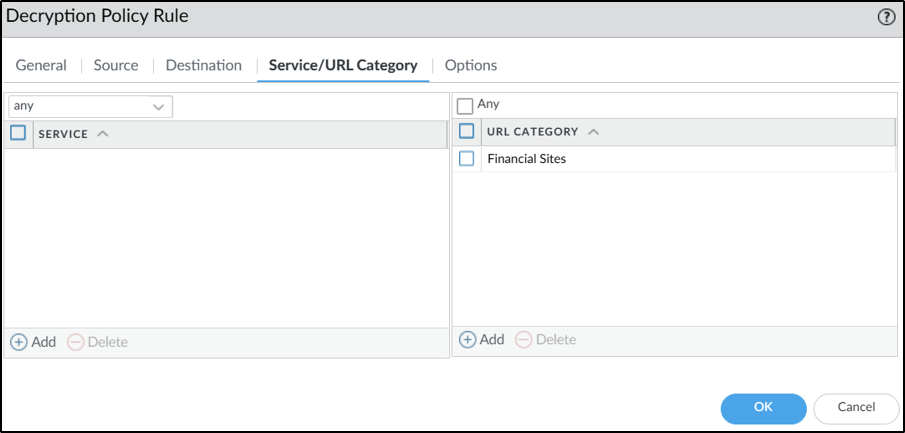 Decryption Policy Rule ?
General Source Destination Service/URL Category Options
any
Any
SERVICE
URL CATEGORY
Financial Sites
Add Delete
Add Delete
OK Cancel